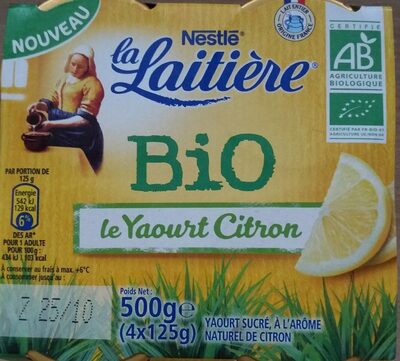 NOUVEAU
Nestlé®
la Laitière®
LAIT ENTIER
ORIGINE FRANCE
CERTIFIÉ
AB
AGRICULTURE
BIOLOGIQUE
CERTIFIÉ PAR FR-BIO-01
AGRICULTURE UE/NON UE
BiO
le Yaourt Citron
PAR PORTION DE
125 g
Energie
542 kJ
129 kcal
6%
DES AR*
POUR 1 ADULTE
POUR 100g :
434 kJ | 103 kcal
À conserver au frais à max. +6°C
À consommer jusqu'au :
Z 25/10
Poids Net :
500g e
(4x125g)
YAOURT SUCRÉ, À L'ARÔME
NATUREL DE CITRON